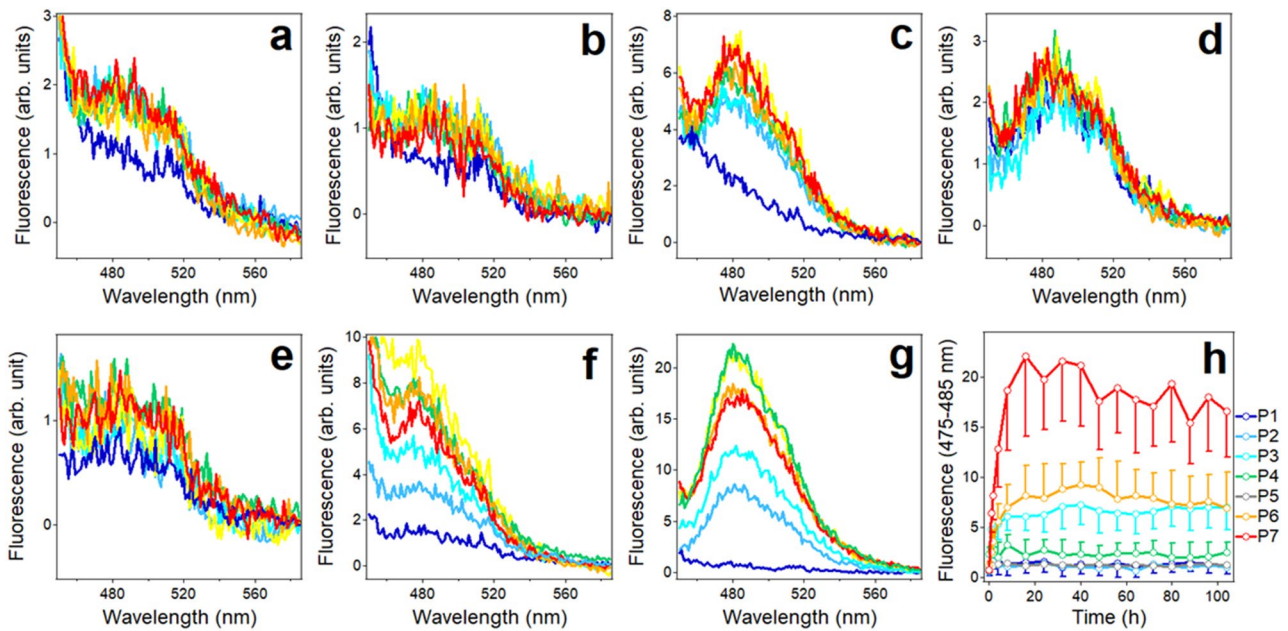 a
Fluorescence (arb. units)
3
2
1
0
480 520 560
Wavelength (nm)
b
Fluorescence (arb. units)
2
1
0
480 520 560
Wavelength (nm)
c
Fluorescence (arb. units)
8
6
4
2
0
480 520 560
Wavelength (nm)
d
Fluorescence (arb. units)
3
2
1
0
480 520 560
Wavelength (nm)
e
Fluorescence (arb. unit)
1
0
480 520 560
Wavelength (nm)
f
Fluorescence (arb. units)
10
8
6
4
2
0
480 520 560
Wavelength (nm)
g
Fluorescence (arb. units)
20
15
10
5
0
480 520 560
Wavelength (nm)
h
Fluorescence (475-485 nm)
20
15
10
5
0
0 20 40 60 80 100
Time (h)
P1
P2
P3
P4
P5
P6
P7